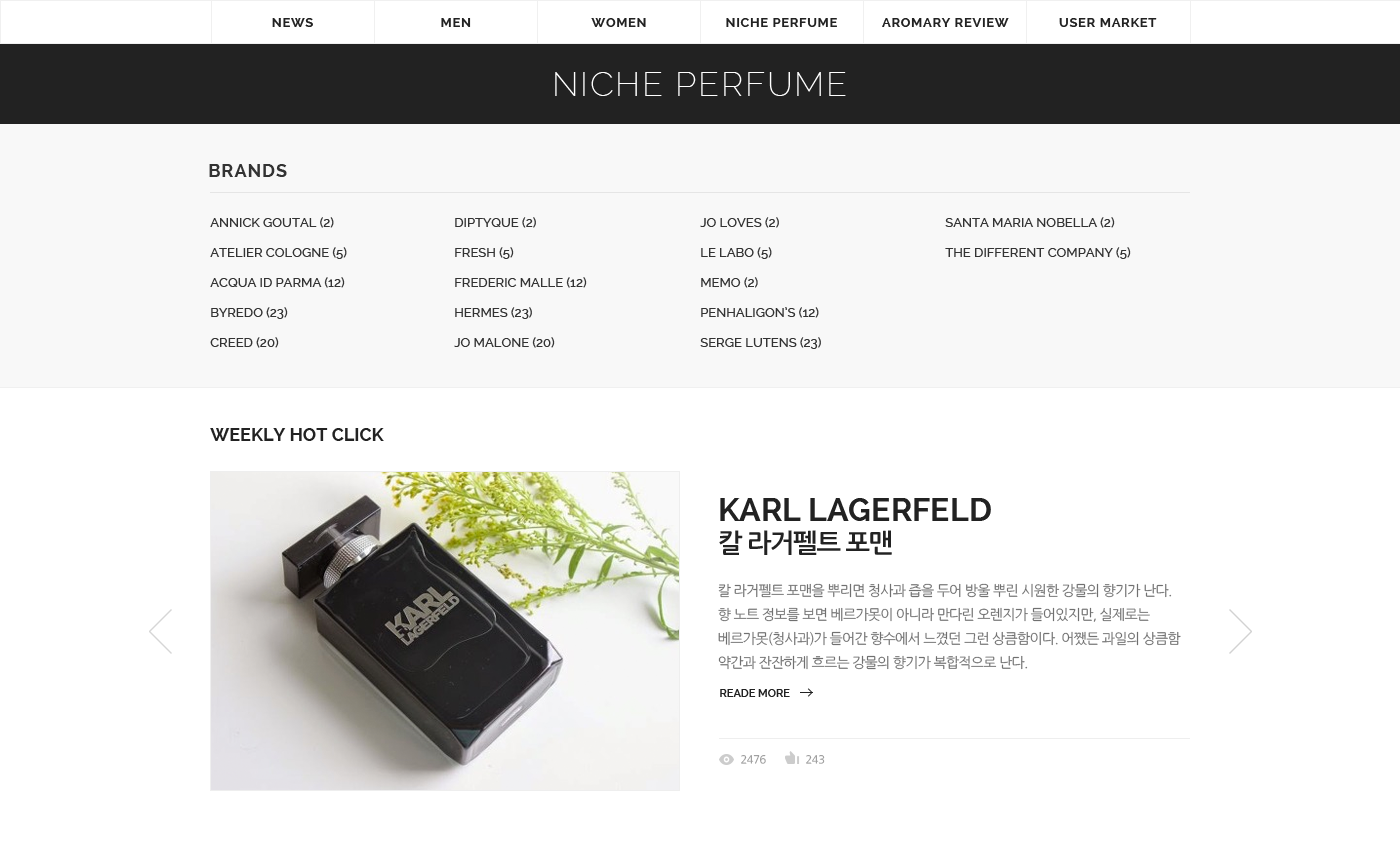 NEWS
MEN
WOMEN
NICHE PERFUME
AROMARY REVIEW
USER MARKET
NICHE PERFUME
BRANDS
ANNICK GOUTAL (2)
DIPTYQUE (2)
JO LOVES (2)
SANTA MARIA NOBELLA (2)
ATELIER COLOGNE (5)
FRESH (5)
LE LABO (5)
THE DIFFERENT COMPANY (5)
ACQUA ID PARMA (12)
FREDERIC MALLE (12)
MEMO (2)
BYREDO (23)
HERMES (23)
PENHALIGON'S (12)
CREED (20)
JO MALONE (20)
SERGE LUTENS (23)
WEEKLY HOT CLICK
KARL
LAGERFELD
KARL LAGERFELD
칼 라거펠트 포맨
칼 라거펠트 포맨을 뿌리면 청사과 즙을 두어 방울 뿌린 시원한 강물의 향기가 난다.
향 노트 정보를 보면 베르가못이 아니라 만다린 오렌지가 들어있지만, 실제로는
베르가못(청사과)가 들어간 향수에서 느꼈던 그런 상큼함이다. 어쨌든 과일의 상큼함
약간과 잔잔하게 흐르는 강물의 향기가 복합적으로 난다.
READE MORE
2476
243